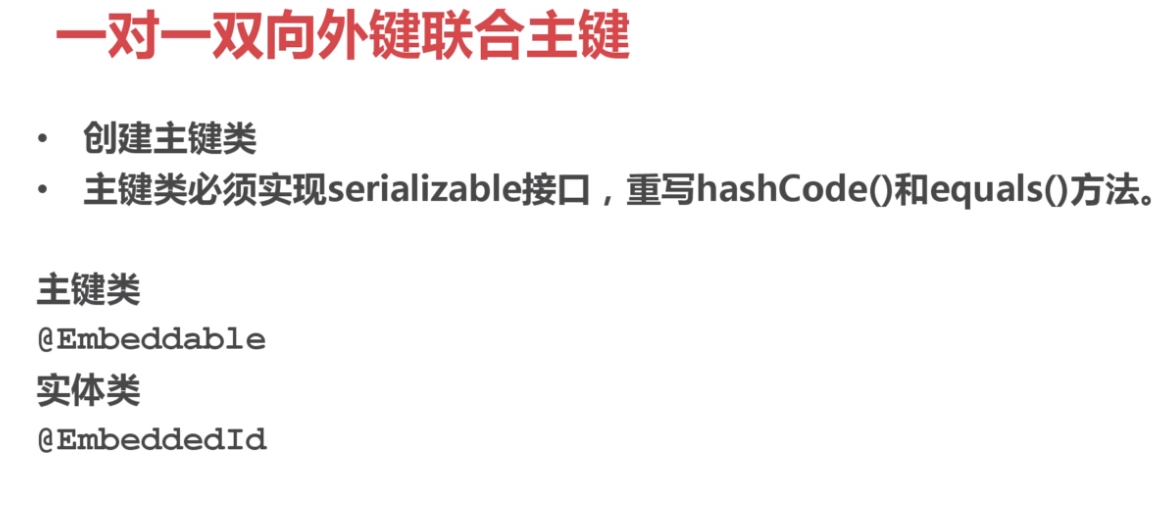 一对一双向外键联合主键
• 创建主键类
• 主键类必须实现serializable接口，重写hashCode()和equals()方法。
主键类
@Embeddable
实体类
@EmbeddedId